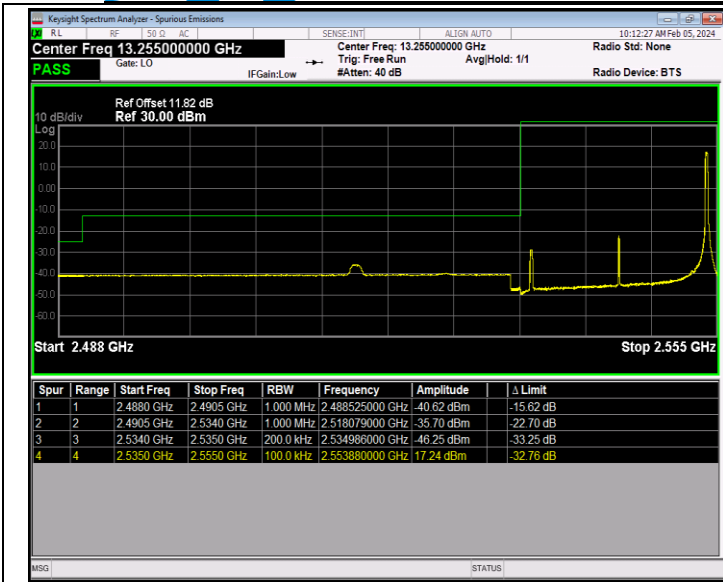 Keysight Spectrum Analyzer - Spurious Emissions
RL RF 50 Ω AC SENSE:INT ALIGN AUTO 10:12:27 AM Feb 05, 2024
Center Freq 13.255000000 GHz Center Freq: 13.255000000 GHz Radio Std: None
PASS Gate: LO Trig: Free Run Avg|Hold: 1/1
IFGain:Low #Atten: 40 dB Radio Device: BTS
Ref Offset 11.82 dB
10 dB/div Ref 30.00 dBm
Log
20.0
10.0
0.00
-10.0
-20.0
-30.0
-40.0
-50.0
-60.0
Start 2.488 GHz Stop 2.555 GHz
Spur Range Start Freq Stop Freq RBW Frequency Amplitude Δ Limit
1 1 2.4880 GHz 2.4905 GHz 1.000 MHz 2.488525000 GHz -40.62 dBm -15.62 dB
2 2 2.4905 GHz 2.5340 GHz 1.000 MHz 2.518079000 GHz -35.70 dBm -22.70 dB
3 3 2.5340 GHz 2.5350 GHz 200.0 kHz 2.534986000 GHz -46.25 dBm -33.25 dB
4 4 2.5350 GHz 2.5550 GHz 100.0 kHz 2.553880000 GHz 17.24 dBm -32.76 dB
MSG STATUS